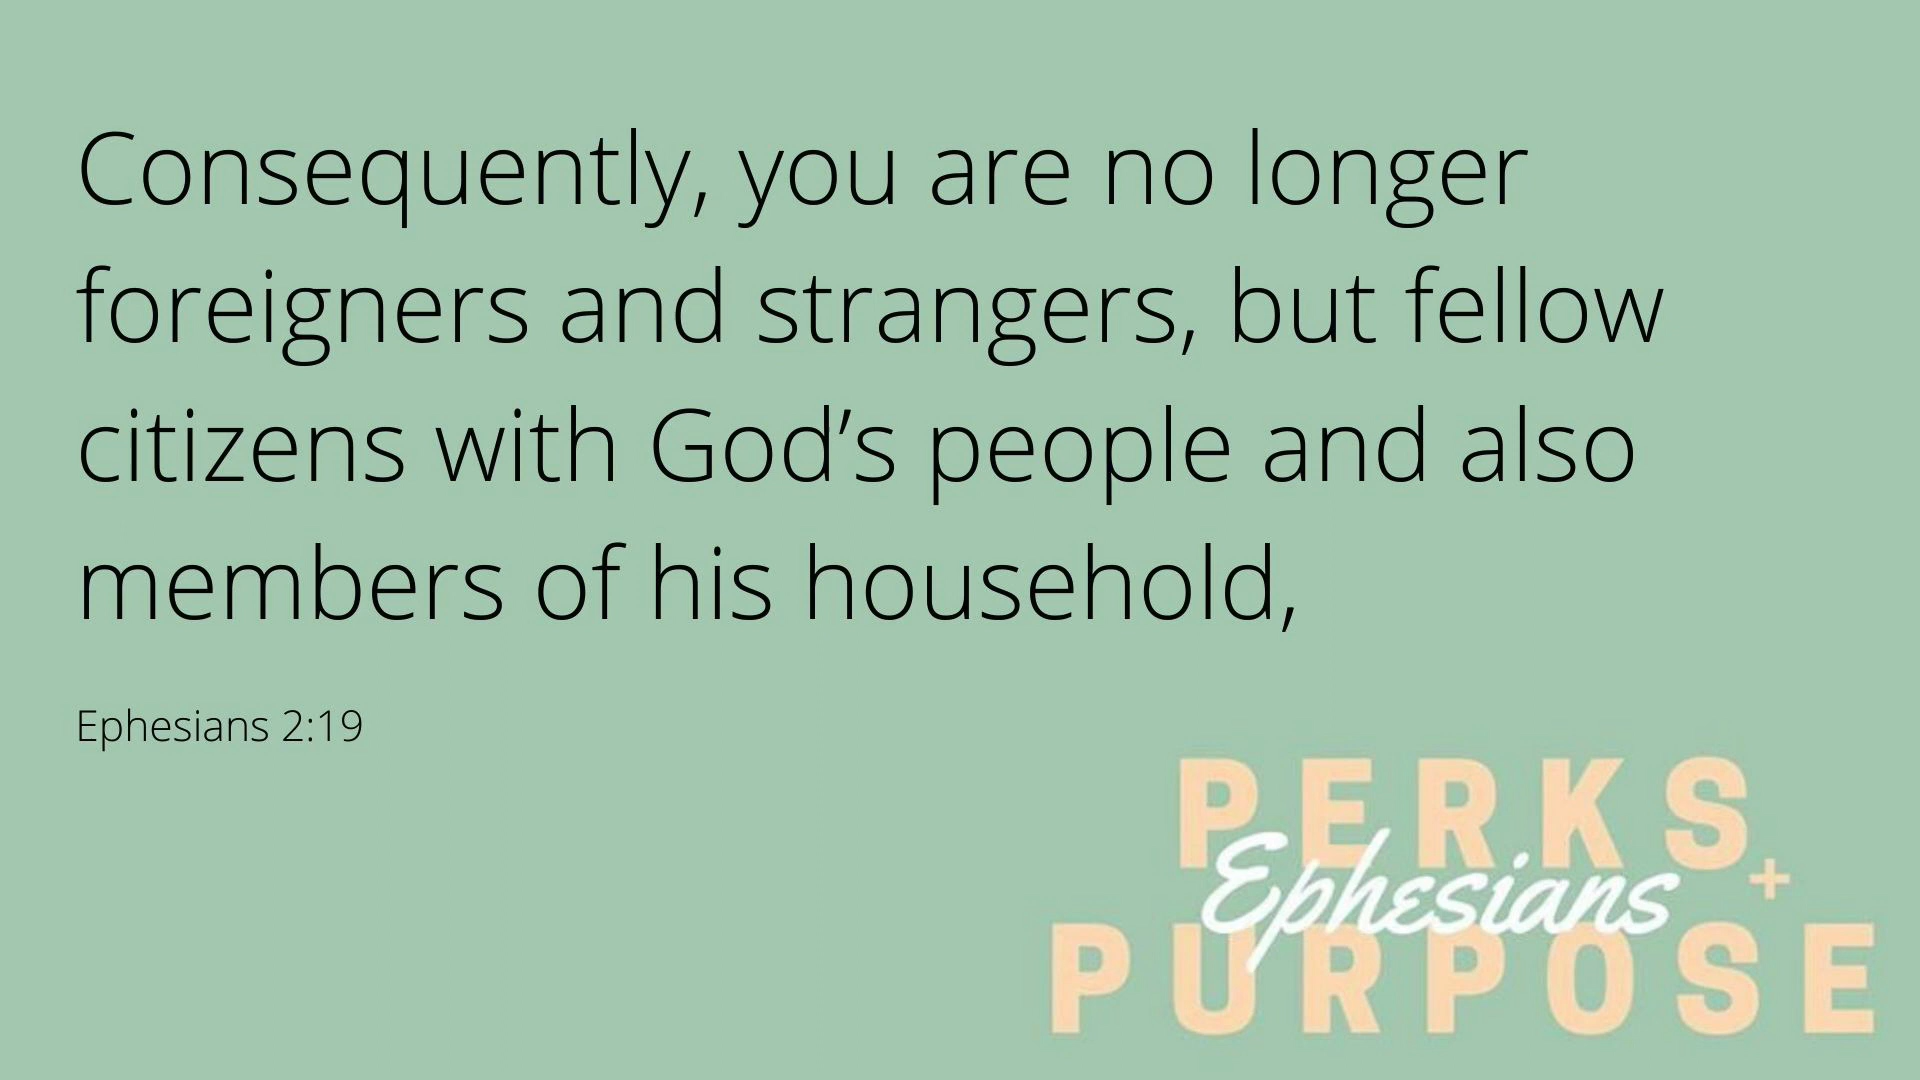 Consequently, you are no longer
foreigners and strangers, but fellow
citizens with God’s people and also
members of his household,
Ephesians 2:19
PERKS
Ephesians
+
PURPOSE